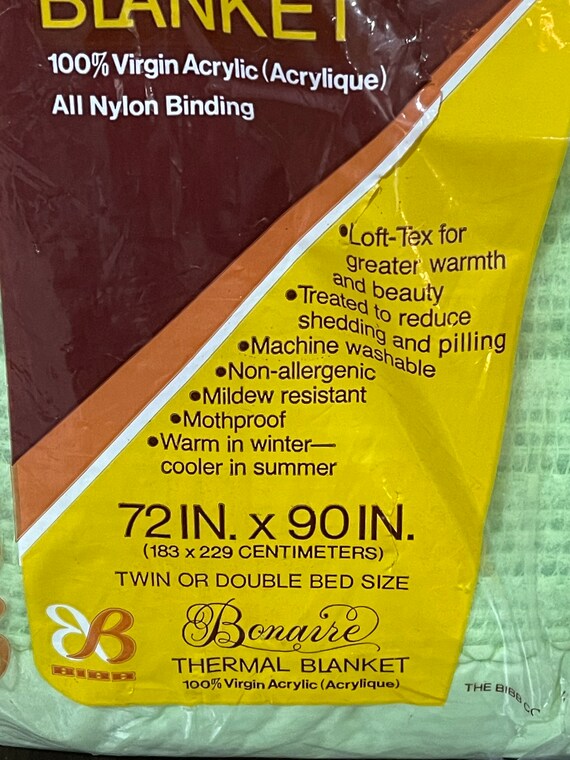 BLANKET
100% Virgin Acrylic (Acrylique)
All Nylon Binding
•Loft-Tex for
greater warmth
and beauty
•Treated to reduce
shedding and pilling
•Machine washable
•Non-allergenic
•Mildew resistant
•Mothproof
•Warm in winter—
cooler in summer
72 IN. x 90 IN.
(183 x 229 CENTIMETERS)
TWIN OR DOUBLE BED SIZE
Bonaire
THERMAL BLANKET
100% Virgin Acrylic (Acrylique)
B
BIBB
THE BIBB CO